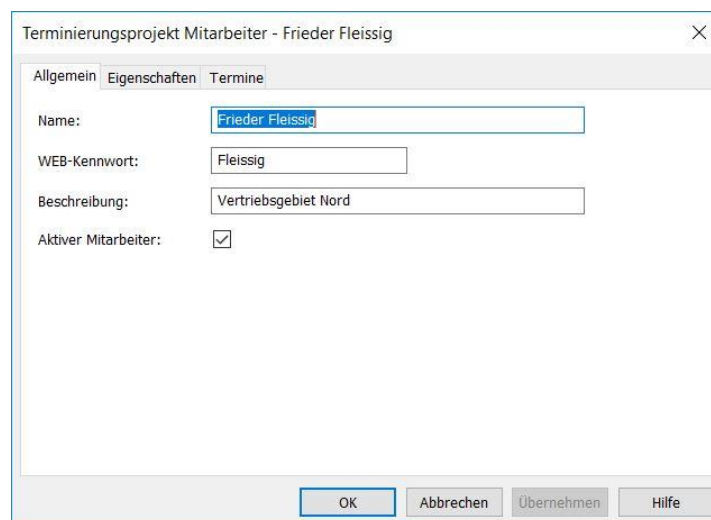 Terminierungsprojekt Mitarbeiter - Frieder Fleissig
Allgemein Eigenschaften Termine
Name: Frieder Fleissig
WEB-Kennwort: Fleissig
Beschreibung: Vertriebsgebiet Nord
Aktiver Mitarbeiter:
OK Abbrechen Übernehmen Hilfe